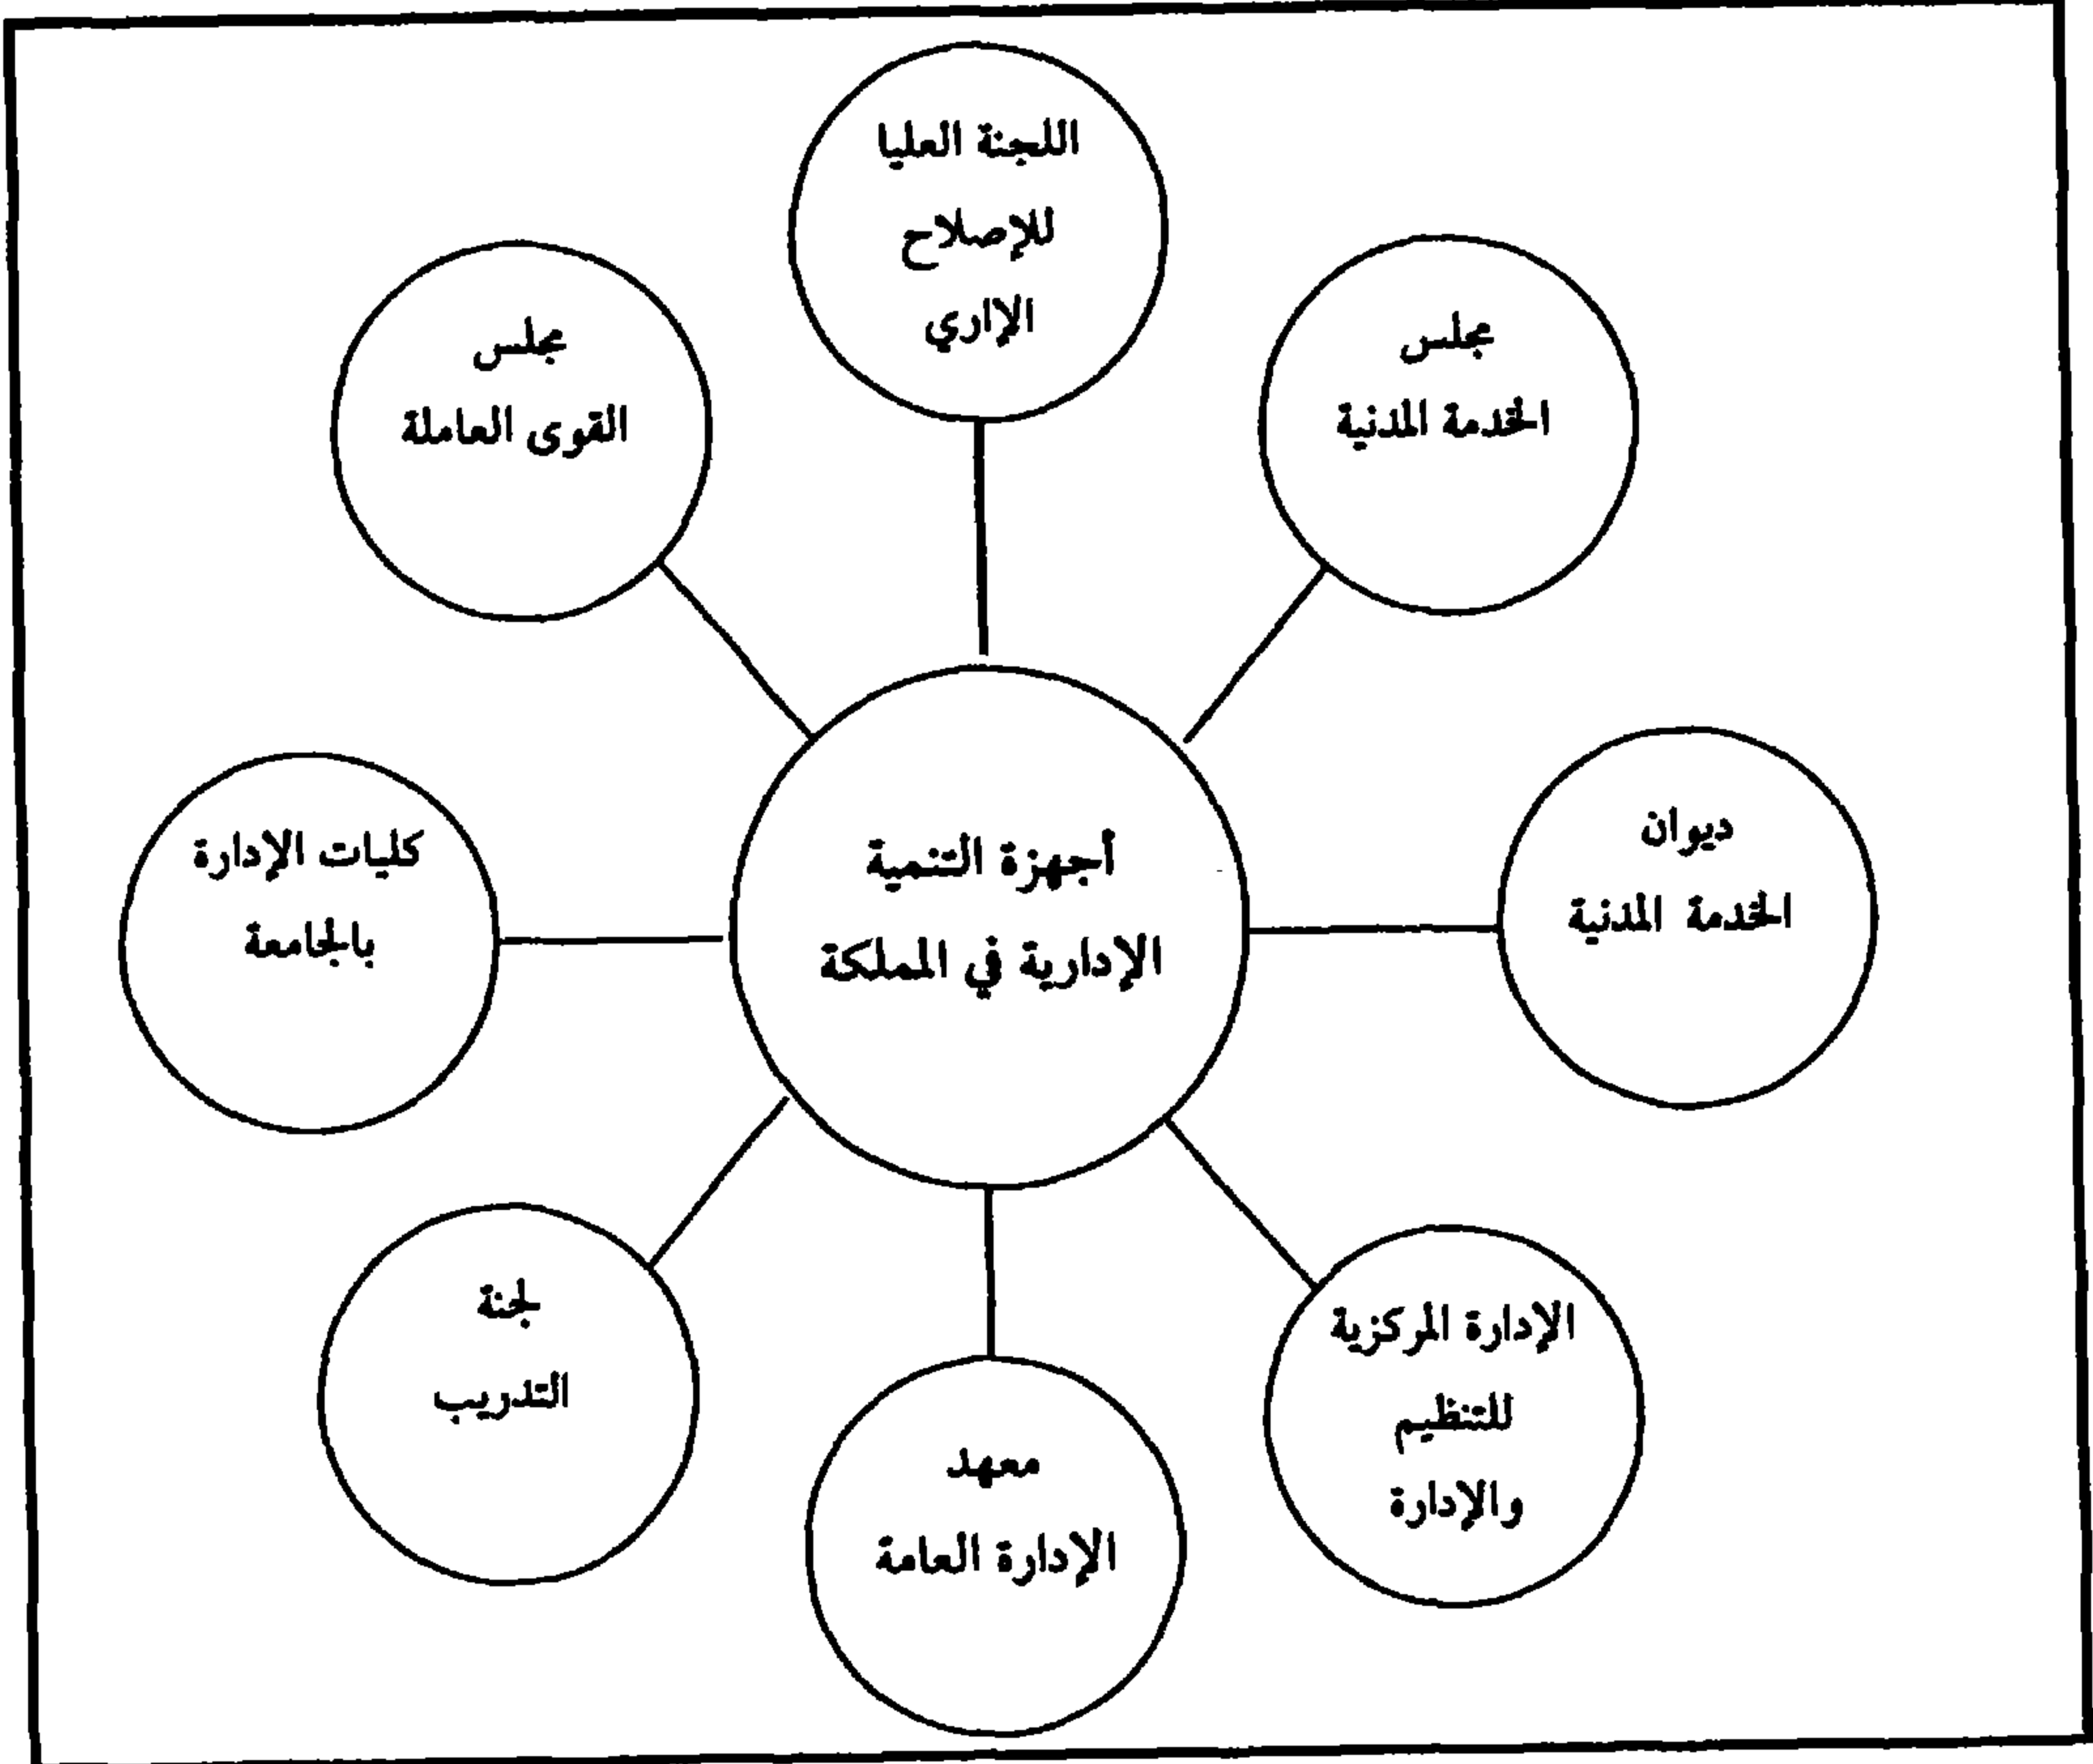 اللجنة العليا
للإصلاح
الإاري
مجلس
الخدمة المدنية
ديوان
الخدمة المدنية
الإدارة المركزية
للتنظيم
والإدارة
معهد
الإدارة العامة
لجنة
التدريب
كليات الإدارة
بالجامعة
مجلس
القوى العاملة
أجهزة التنمية
الإدارية في المملكة